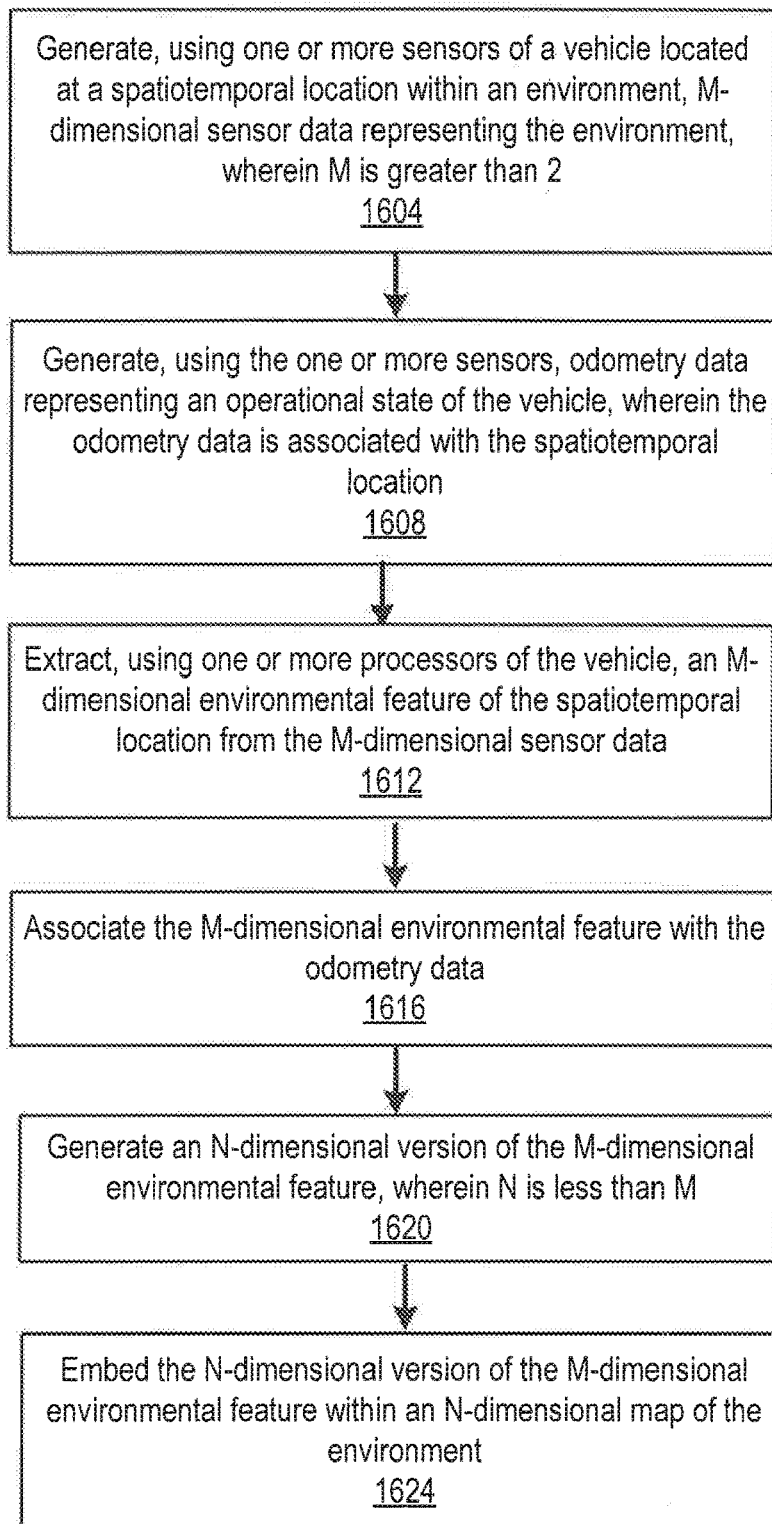 Generate, using one or more sensors of a vehicle located
at a spatiotemporal location within an environment, M-
dimensional sensor data representing the environment,
wherein M is greater than 2
1604
Generate, using the one or more sensors, odometry data
representing an operational state of the vehicle, wherein the
odometry data is associated with the spatiotemporal
location
1608
Extract, using one or more processors of the vehicle, an M-
dimensional environmental feature of the spatiotemporal
location from the M-dimensional sensor data
1612
Associate the M-dimensional environmental feature with the
odometry data
1616
Generate an N-dimensional version of the M-dimensional
environmental feature, wherein N is less than M
1620
Embed the N-dimensional version of the M-dimensional
environmental feature within an N-dimensional map of the
environment
1624